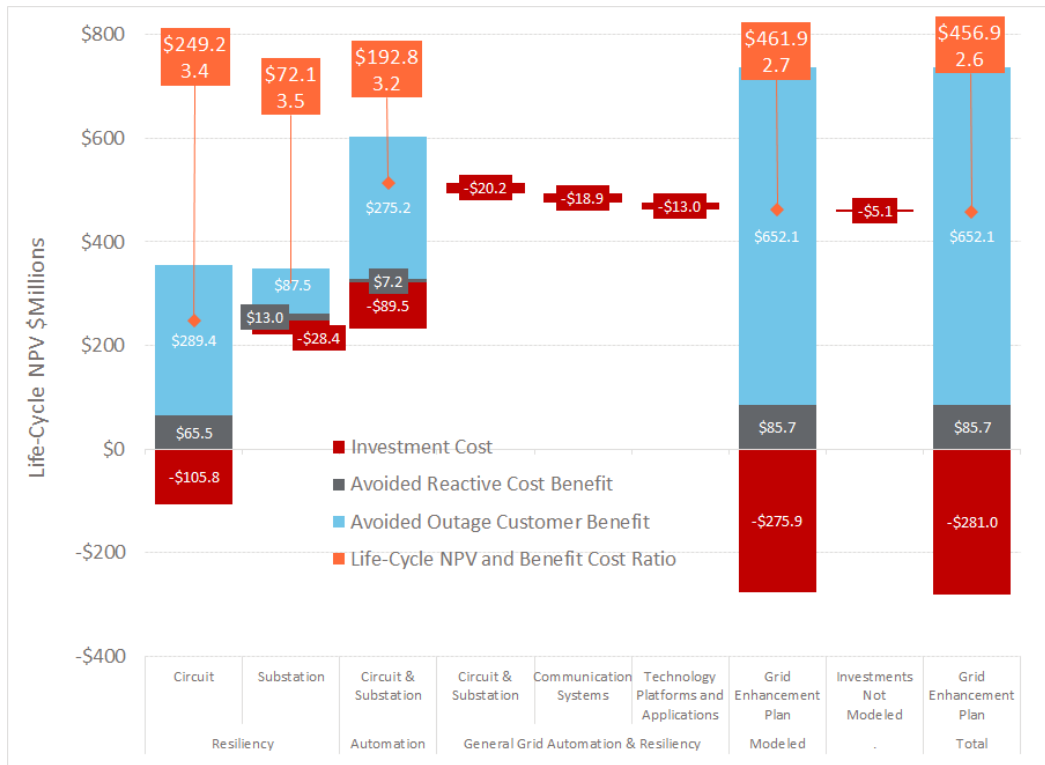 $800
$600
$400
$200
$0
-$200
-$400
Life-Cycle NPV $Millions
$249.2
3.4
$72.1
3.5
$192.8
3.2
$461.9
2.7
$456.9
2.6
$289.4
$65.5
-$105.8
$87.5
$13.0
-$28.4
$275.2
$7.2
-$89.5
-$20.2
-$18.9
-$13.0
$652.1
$85.7
-$275.9
-$5.1
$652.1
$85.7
-$281.0
Investment Cost
Avoided Reactive Cost Benefit
Avoided Outage Customer Benefit
Life-Cycle NPV and Benefit Cost Ratio
Circuit
Substation
Circuit &
Substation
Circuit &
Substation
Communication
Systems
Technology
Platforms and
Applications
Grid
Enhancement
Plan
Investments
Not
Modeled
Grid
Enhancement
Plan
Resiliency
Automation
General Grid Automation & Resiliency
Modeled
.
Total